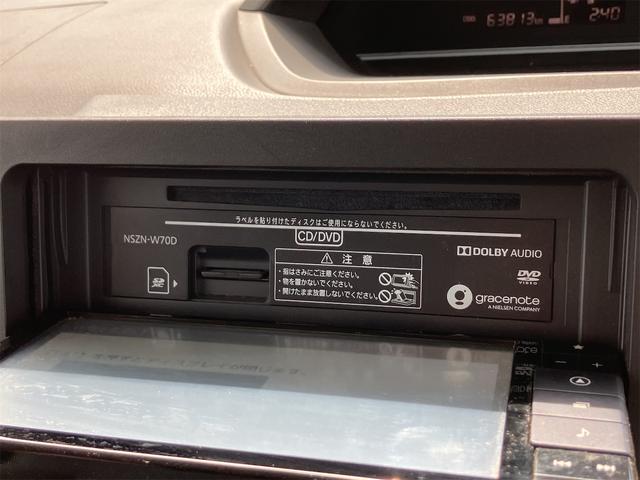 63813km
2:40
ラベルを貼り付けたディスクはご使用にならないでください。
NSZN-W70D
CD/DVD
DOLBY AUDIO
注意
・指はさみにご注意ください。
・物を置かないでください。
・開けたまま放置しないでください。
DVD
VIDEO
gracenote
A NIELSEN COMPANY